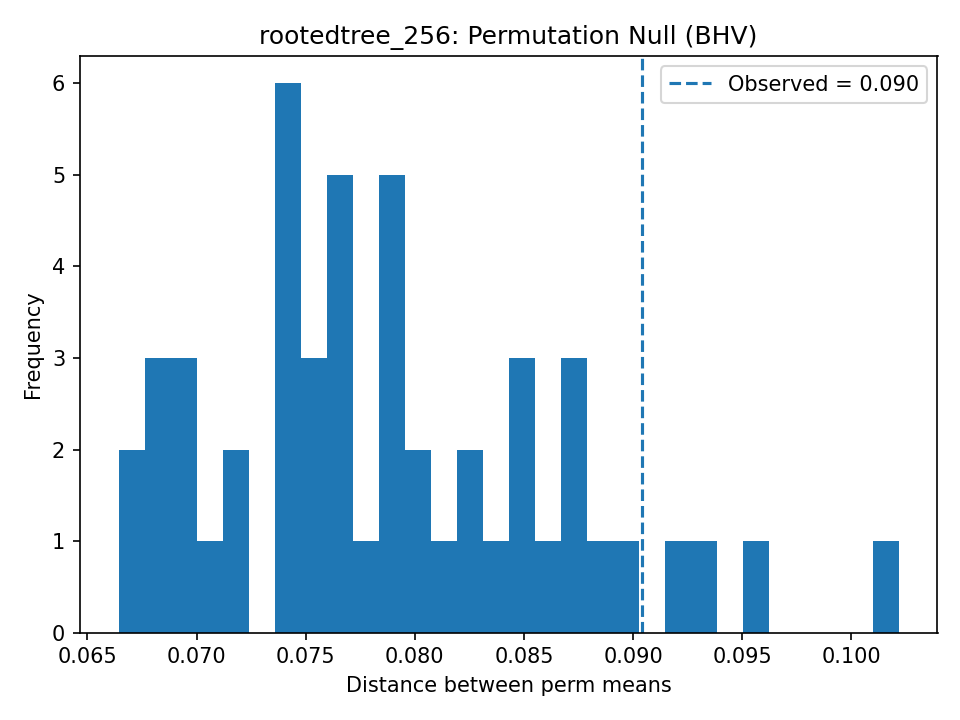 rootedtree_256: Permutation Null (BHV)
Observed = 0.090
6
5
4
3
2
1
0
Frequency
0.065 0.070 0.075 0.080 0.085 0.090 0.095 0.100
Distance between perm means